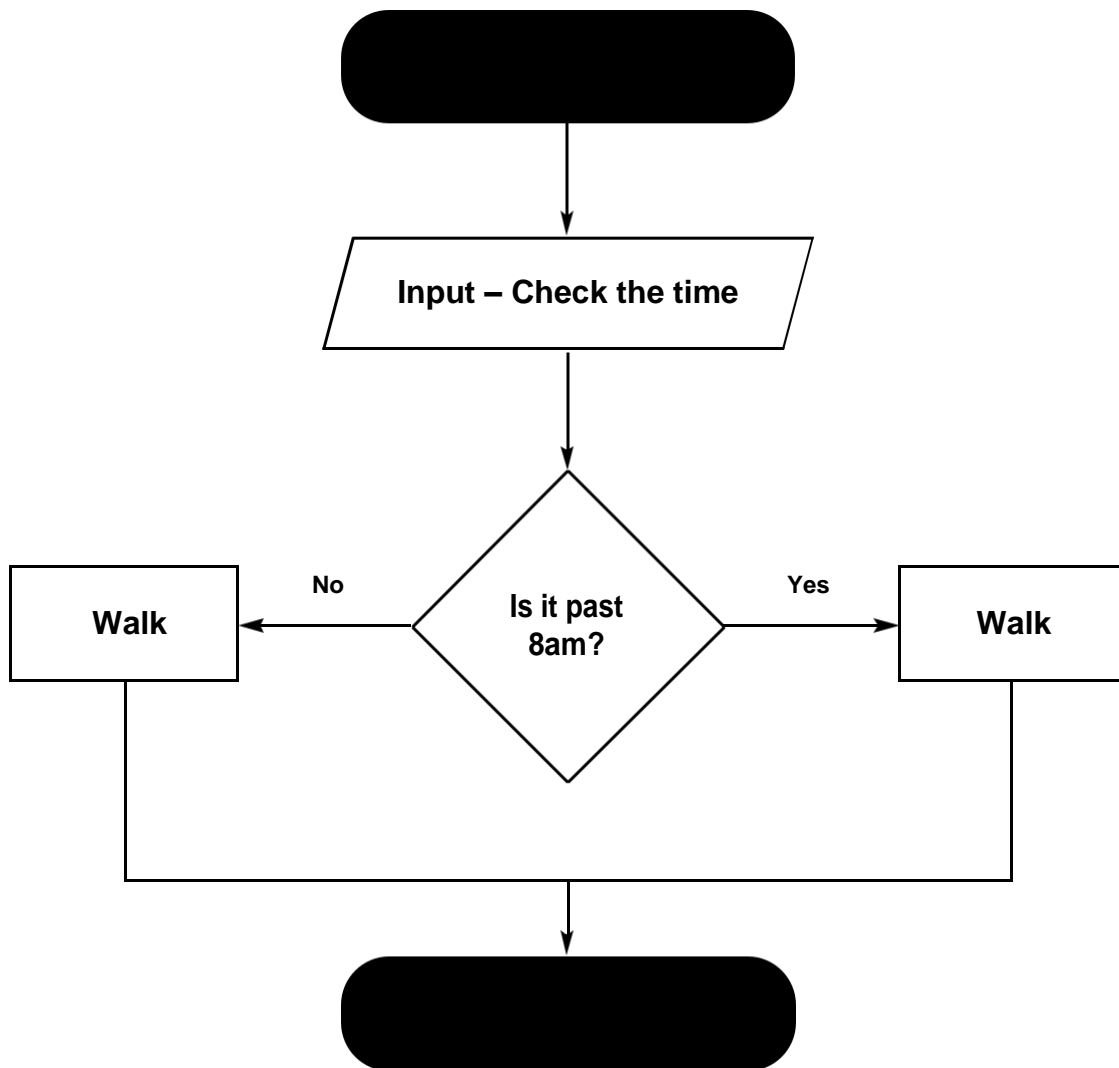 Input – Check the time
No
Yes
Walk
Is it past
8am?
Walk